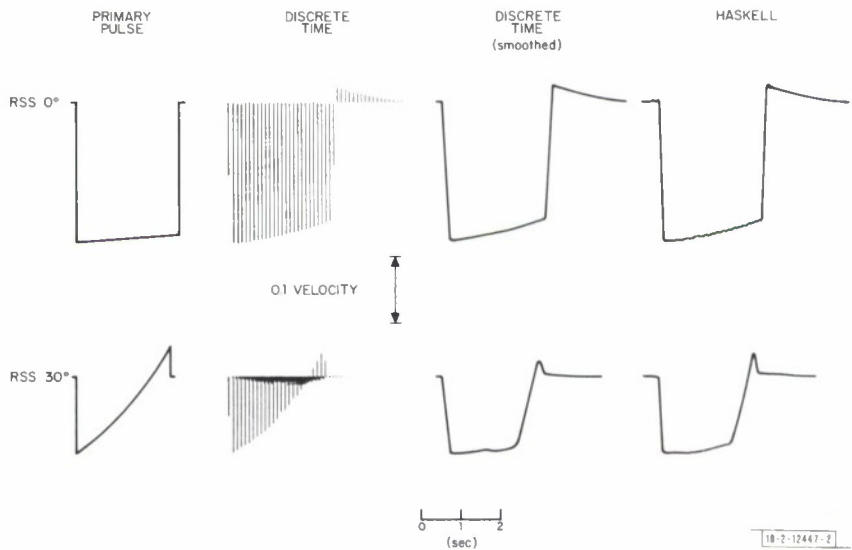 PRIMARY
PULSE
DISCRETE
TIME
DISCRETE
TIME
(smoothed)
HASKELL
RSS 0°
0.1 VELOCITY
RSS 30°
0 1 2
(sec)
18-2-12447-2